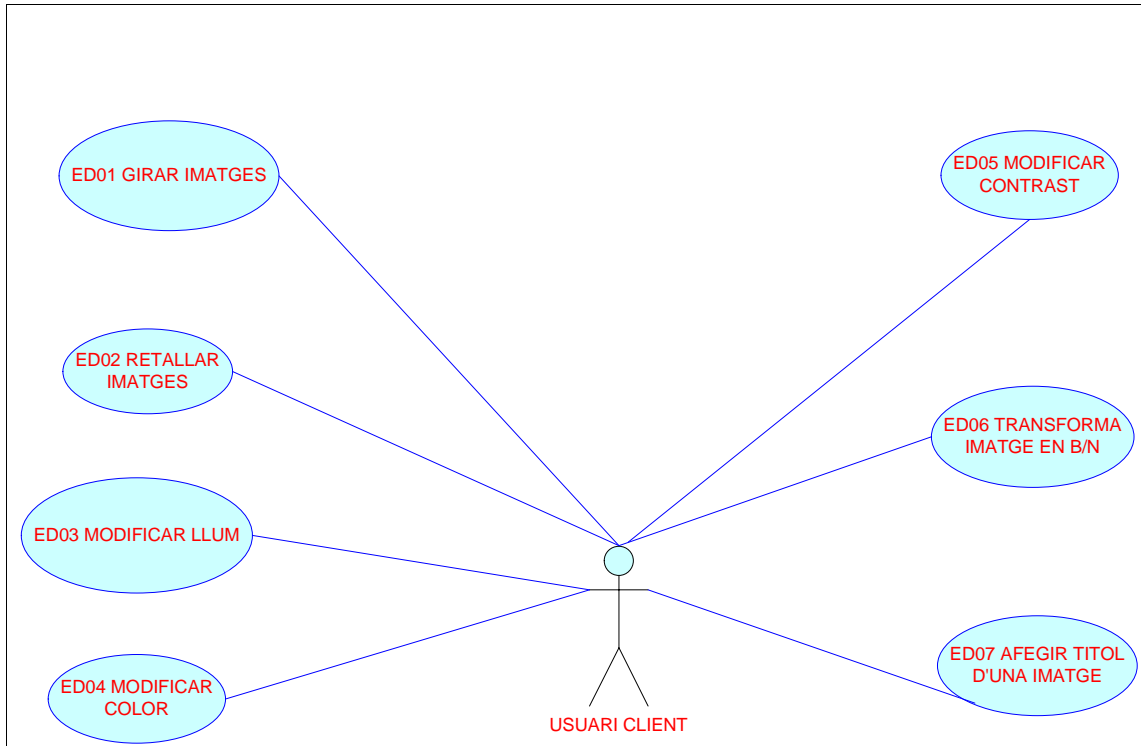 ED01 GIRAR IMATGES
ED02 RETALLAR
IMATGES
ED03 MODIFICAR LLUM
ED04 MODIFICAR
COLOR
ED05 MODIFICAR
CONTRAST
ED06 TRANSFORMA
IMATGE EN B/N
ED07 AFEGIR TITOL
D'UNA IMATGE
USUARI CLIENT